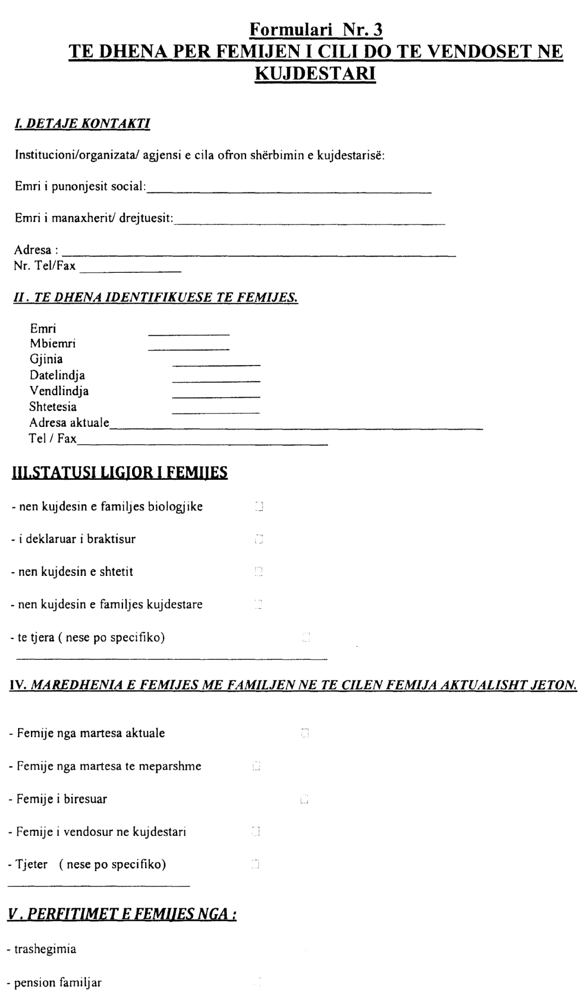 Formulari Nr. 3
TE DHENA PER FEMIJEN I CILI DO TE VENDOSET NE
KUJDESTARI
I. DETAJE KONTAKTI
Institucioni/organizata/ agjensi e cila ofron shërbimin e kujdestarisë:
Emri i punonjesit social:
Emri i manaxherit/ drejtuesit:
Adresa :
Nr. Tel/Fax
II . TE DHENA IDENTIFIKUESE TE FEMIJES.
Emri
Mbiemri
Gjinia
Datelindja
Vendlindja
Shtetesia
Adresa aktuale
Tel / Fax
III.STATUSI LIGJOR I FEMIJES
- nen kujdesin e familjes biologjike
- i deklaruar i braktisur
- nen kujdesin e shtetit
- nen kujdesin e familjes kujdestare
- te tjera ( nese po specifiko)
IV. MAREDHENIA E FEMIJES ME FAMILJEN NE TE CILEN FEMIJA AKTUALISHT JETON.
- Femije nga martesa aktuale
- Femije nga martesa te meparshme
- Femije i biresuar
- Femije i vendosur ne kujdestari
- Tjeter ( nese po specifiko)
V . PERFITIMET E FEMIJES NGA :
- trashegimia
- pension familjar